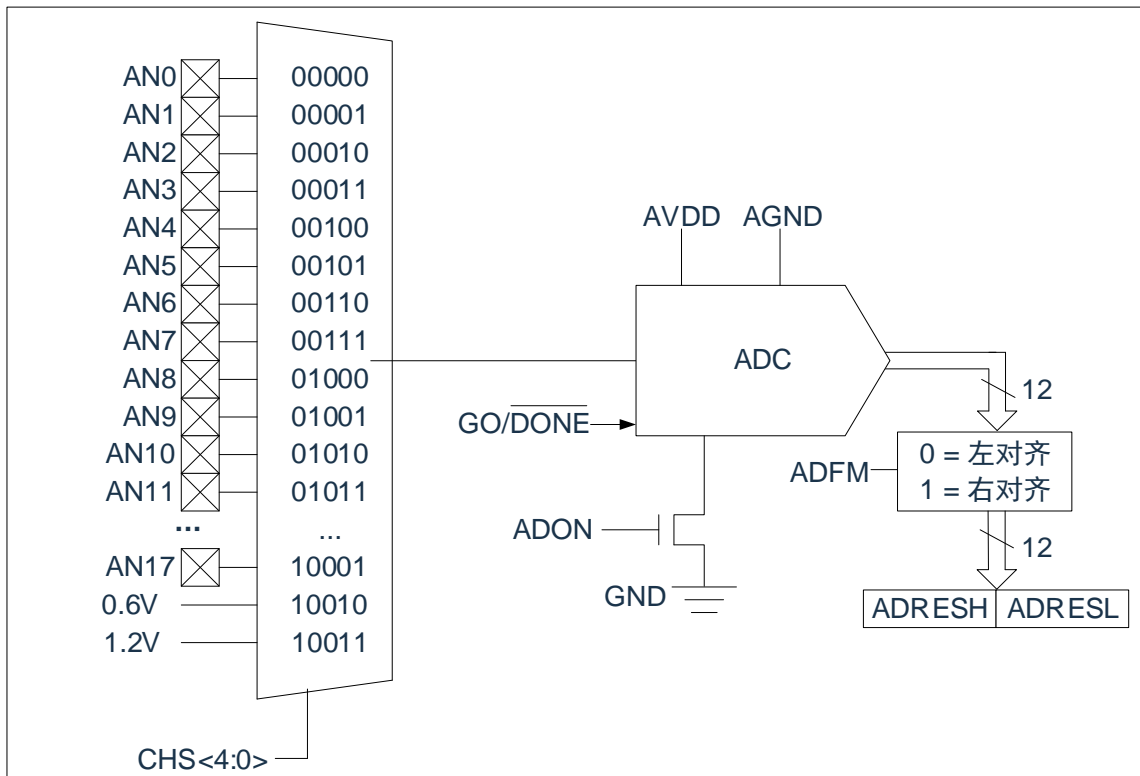 AN0 00000
AN1 00001
AN2 00010
AN3 00011
AN4 00100
AN5 00101
AN6 00110
AN7 00111
AN8 01000
AN9 01001
AN10 01010
AN11 01011
... ...
AN17 10001
0.6V 10010
1.2V 10011
CHS<4:0>
AVDD AGND
ADC
GO/DONE
ADON
GND
12
ADFM
0 = 左对齐
1 = 右对齐
12
ADRESH ADRESL